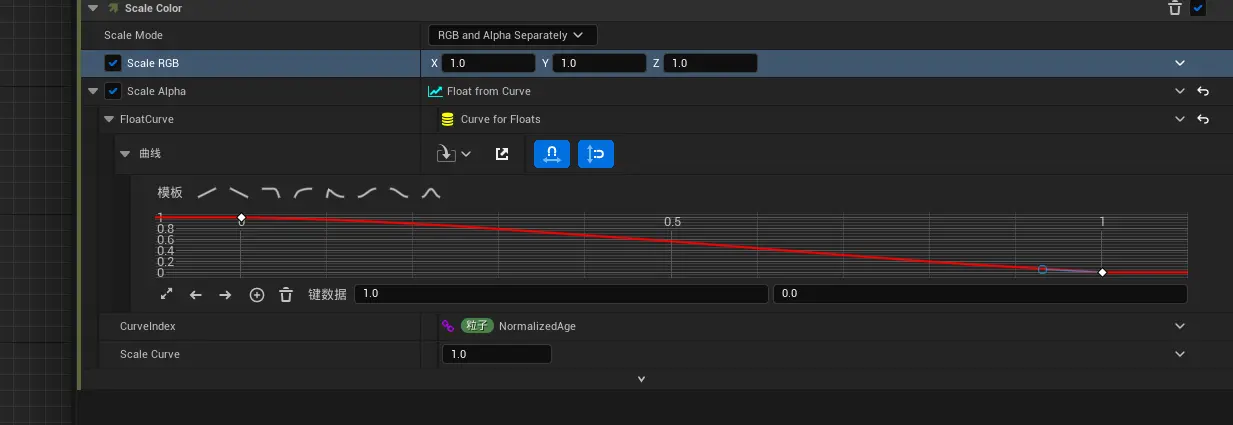 Scale Color
Scale Mode RGB and Alpha Separately
Scale RGB X 1.0 Y 1.0 Z 1.0
Scale Alpha Float from Curve
FloatCurve Curve for Floats
曲线
模板
1 0 0.5 1
0.8
0.6
0.4
0.2
0
键数据 1.0 0.0
CurveIndex 粒子 NormalizedAge
Scale Curve 1.0